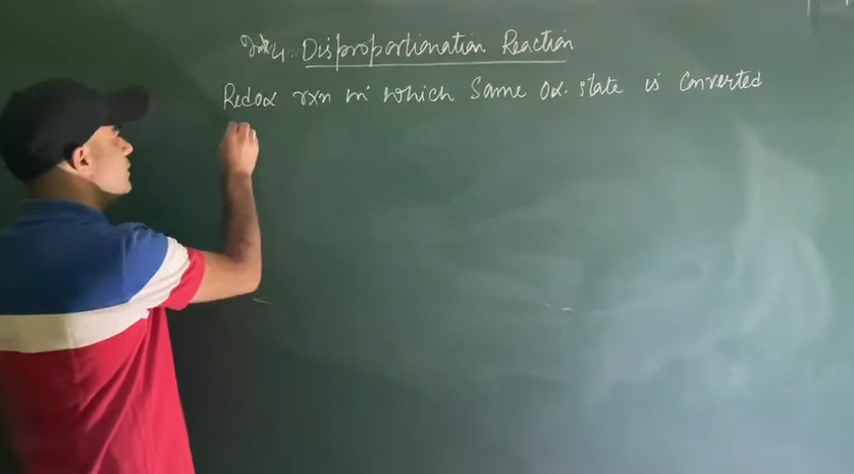 Disproportionation Reaction
Redox rxn in which Same Ox. state is Converted